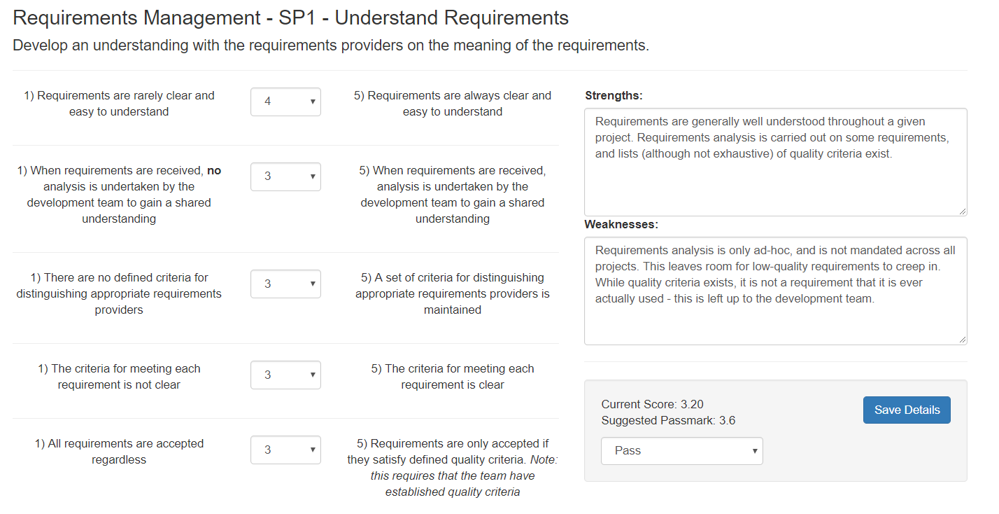 Requirements Management - SP1 - Understand Requirements
Develop an understanding with the requirements providers on the meaning of the requirements.
1) Requirements are rarely clear and
easy to understand
4
5) Requirements are always clear and
easy to understand
1) When requirements are received, no
analysis is undertaken by the
development team to gain a shared
understanding
3
5) When requirements are received,
analysis is undertaken by the
development team to gain a shared
understanding
1) There are no defined criteria for
distinguishing appropriate requirements
providers
3
5) A set of criteria for distinguishing
appropriate requirements providers is
maintained
1) The criteria for meeting each
requirement is not clear
3
5) The criteria for meeting each
requirement is clear
1) All requirements are accepted
regardless
3
5) Requirements are only accepted if
they satisfy defined quality criteria. Note:
this requires that the team have
established quality criteria
Strengths:
Requirements are generally well understood throughout a given
project. Requirements analysis is carried out on some requirements,
and lists (although not exhaustive) of quality criteria exist.
Weaknesses:
Requirements analysis is only ad-hoc, and is not mandated across all
projects. This leaves room for low-quality requirements to creep in.
While quality criteria exists, it is not a requirement that it is ever
actually used - this is left up to the development team.
Current Score: 3.20
Suggested Passmark: 3.6
Save Details
Pass